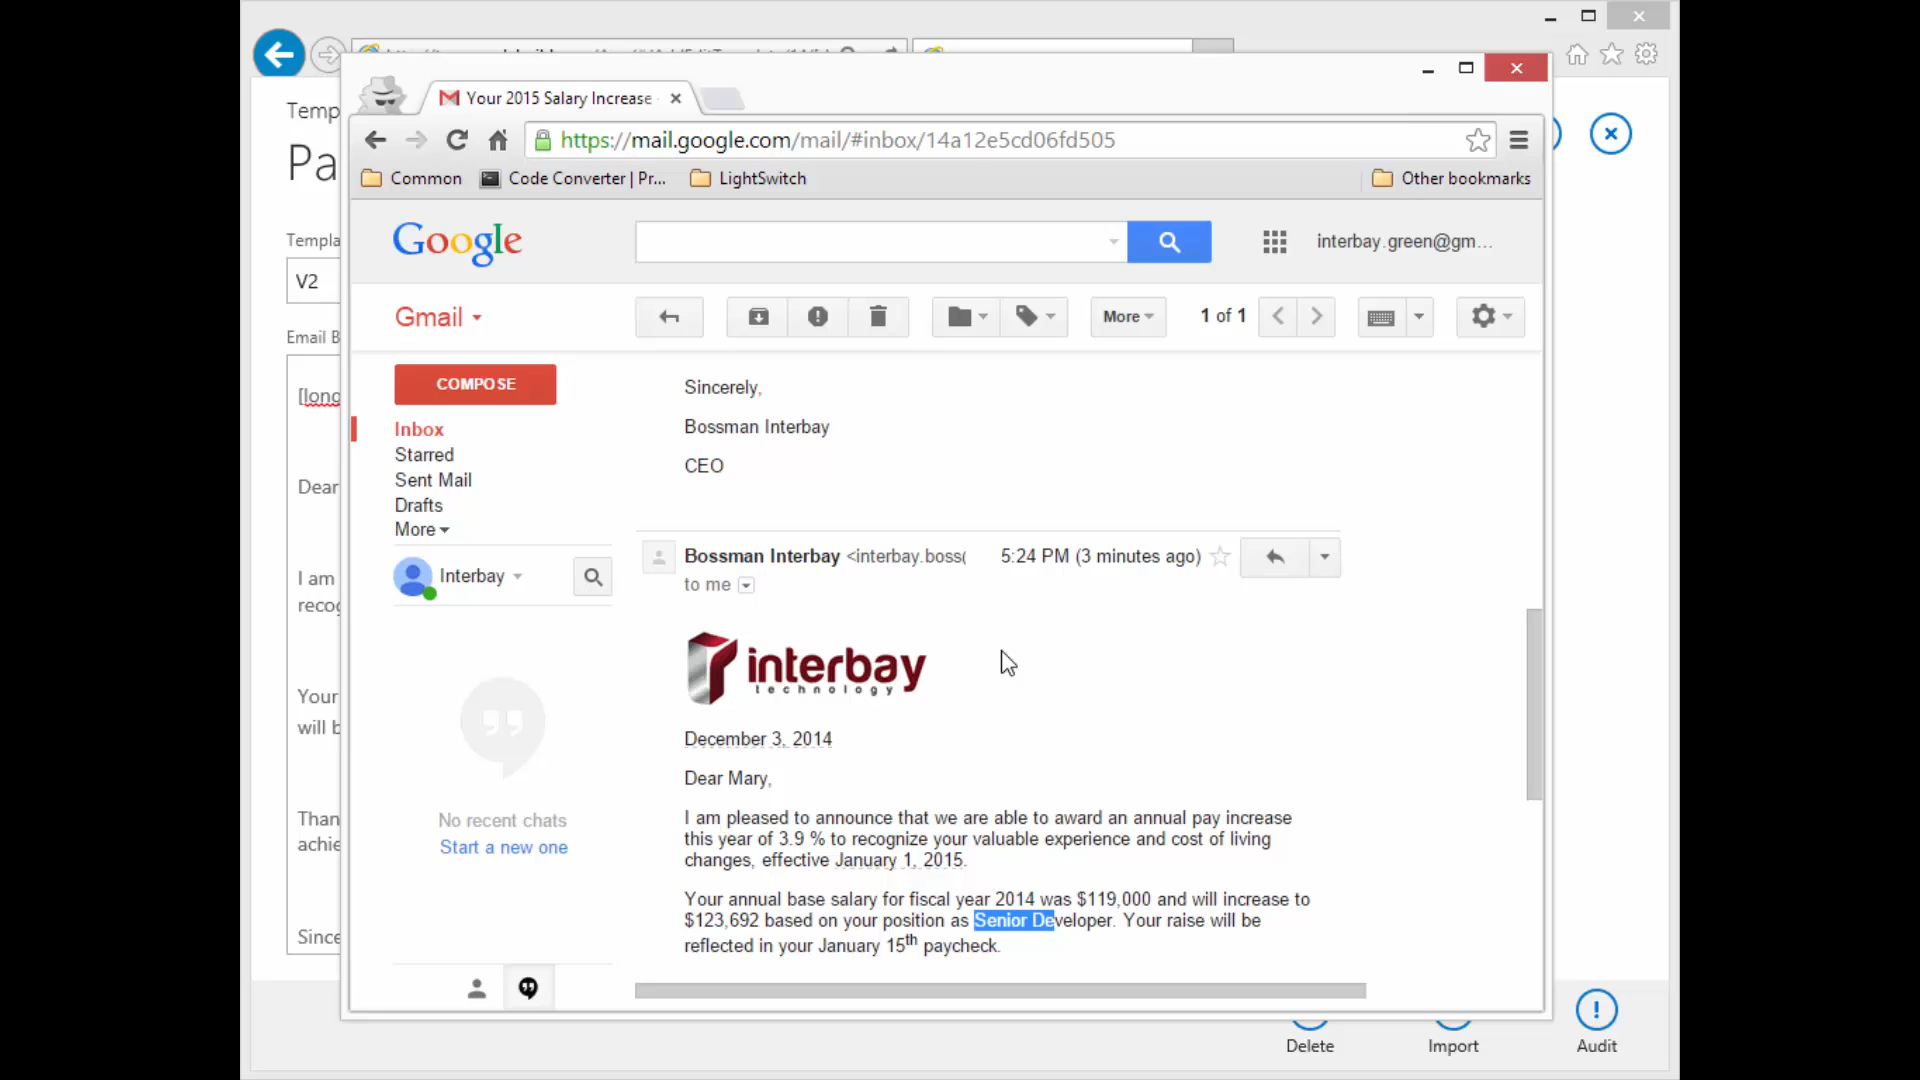 Your 2015 Salary Increase
https://mail.google.com/mail/#inbox/14a12e5cd06fd505
Common
Code Converter | Pr...
LightSwitch
Other bookmarks
Temp
Pa
Templa
V2
Email B
[long
Dear
I am
recog
Your
will b
Than
achie
Since
Google
interbay.green@gm...
Gmail
More
1 of 1
COMPOSE
Inbox
Starred
Sent Mail
Drafts
More
Interbay
No recent chats
Start a new one
Sincerely,
Bossman Interbay
CEO
Bossman Interbay <interbay.boss( 5:24 PM (3 minutes ago)
to me
interbay
technology
December 3, 2014
Dear Mary,
I am pleased to announce that we are able to award an annual pay increase
this year of 3.9 % to recognize your valuable experience and cost of living
changes, effective January 1, 2015.
Your annual base salary for fiscal year 2014 was $119,000 and will increase to
$123,692 based on your position as Senior Developer. Your raise will be
reflected in your January 15th paycheck.
Delete
Import
Audit